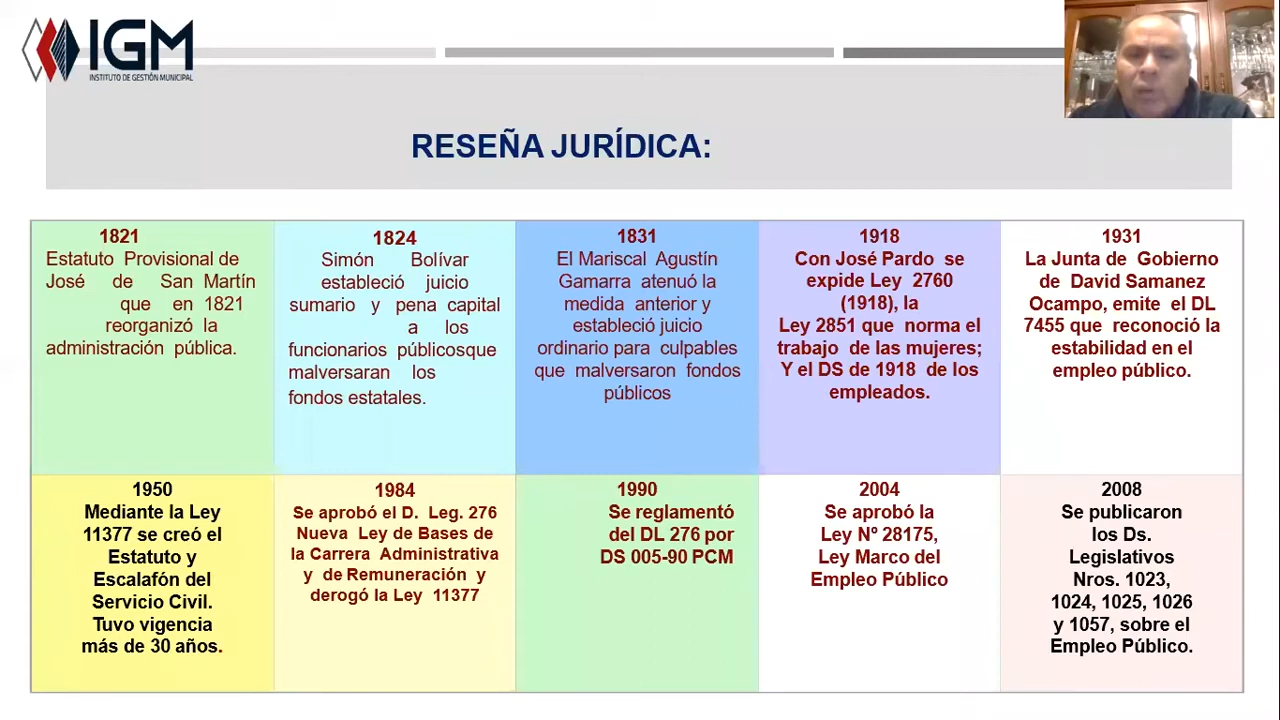 IGM
INSTITUTO DE GESTIÓN MUNICIPAL
RESEÑA JURÍDICA:
1821
Estatuto Provisional de
José de San Martín
que en 1821
reorganizó la
administración pública.
1824
Simón Bolívar
estableció juicio
sumario y pena capital
a los
funcionarios públicosque
malversaran los
fondos estatales.
1831
El Mariscal Agustín
Gamarra atenuó la
medida anterior y
estableció juicio
ordinario para culpables
que malversaron fondos
públicos
1918
Con José Pardo se
expide Ley 2760
(1918), la
Ley 2851 que norma el
trabajo de las mujeres;
Y el DS de 1918 de los
empleados.
1931
La Junta de Gobierno
de David Samanez
Ocampo, emite el DL
7455 que reconoció la
estabilidad en el
empleo público.
1950
Mediante la Ley
11377 se creó el
Estatuto y
Escalafón del
Servicio Civil.
Tuvo vigencia
más de 30 años.
1984
Se aprobó el D. Leg. 276
Nueva Ley de Bases de
la Carrera Administrativa
y de Remuneración y
derogó la Ley 11377
1990
Se reglamentó
del DL 276 por
DS 005-90 PCM
2004
Se aprobó la
Ley Nº 28175,
Ley Marco del
Empleo Público
2008
Se publicaron
los Ds.
Legislativos
Nros. 1023,
1024, 1025, 1026
y 1057, sobre el
Empleo Público.